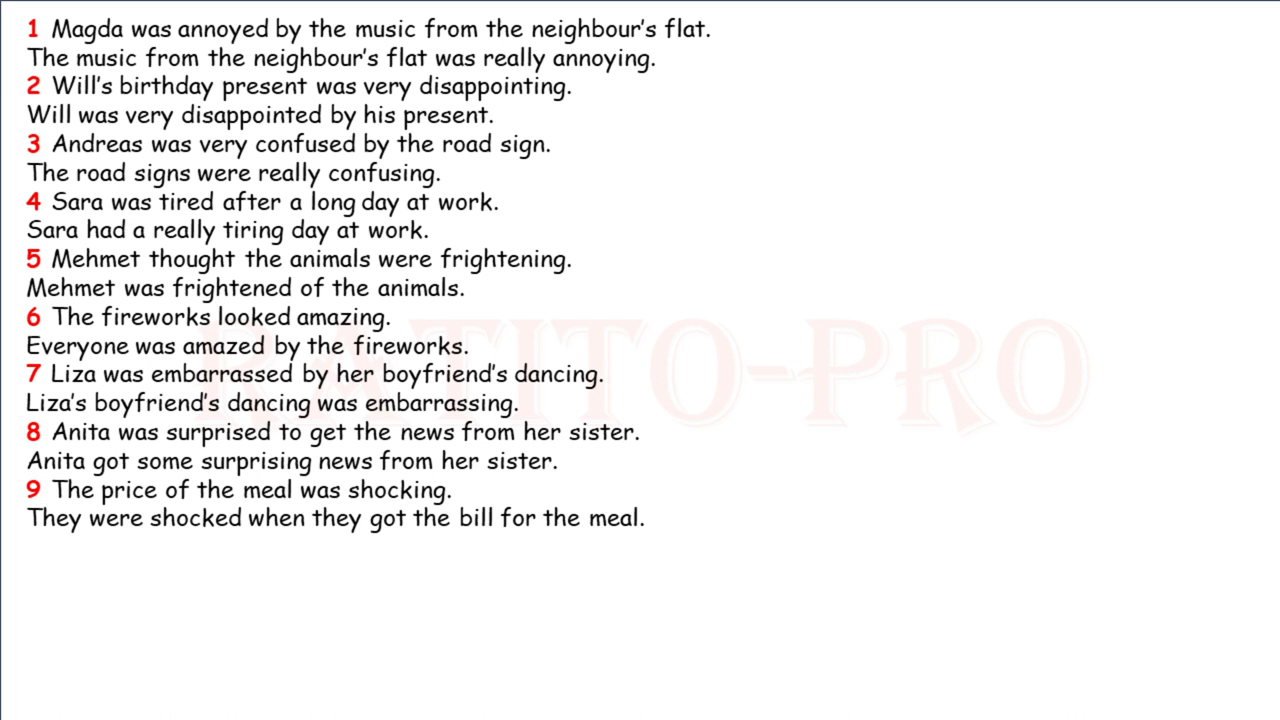 1 Magda was annoyed by the music from the neighbour's flat.
The music from the neighbour's flat was really annoying.
2 Will's birthday present was very disappointing.
Will was very disappointed by his present.
3 Andreas was very confused by the road sign.
The road signs were really confusing.
4 Sara was tired after a long day at work.
Sara had a really tiring day at work.
5 Mehmet thought the animals were frightening.
Mehmet was frightened of the animals.
6 The fireworks looked amazing.
Everyone was amazed by the fireworks.
7 Liza was embarrassed by her boyfriend's dancing.
Liza's boyfriend's dancing was embarrassing.
8 Anita was surprised to get the news from her sister.
Anita got some surprising news from her sister.
9 The price of the meal was shocking.
They were shocked when they got the bill for the meal.
RATITO-PRO